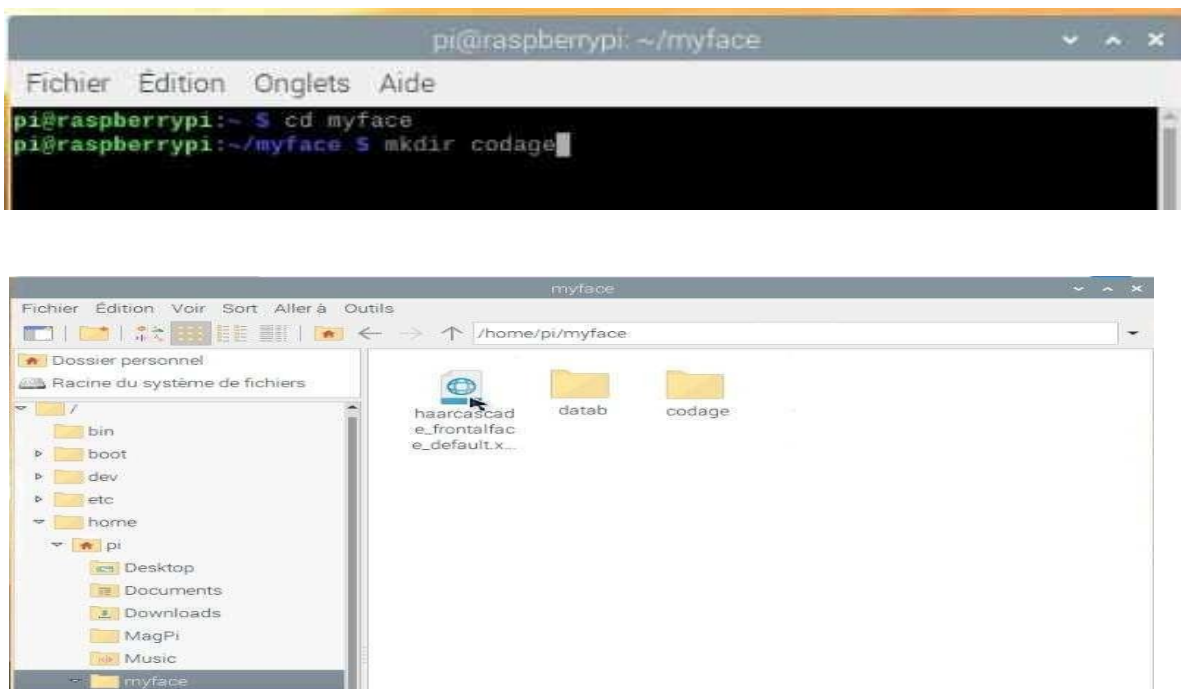 pi@raspberrypi: ~/myface
Fichier Édition Onglets Aide
pi@raspberrypi:~ $ cd myface
pi@raspberrypi:~/myface $ mkdir codage
myface
Fichier Édition Voir Sort Aller à Outils
/home/pi/myface
Dossier personnel
Racine du système de fichiers
/
bin
boot
dev
etc
home
pi
Desktop
Documents
Downloads
MagPi
Music
myface
haarcascad
e_frontalfac
e_default.x...
datab
codage